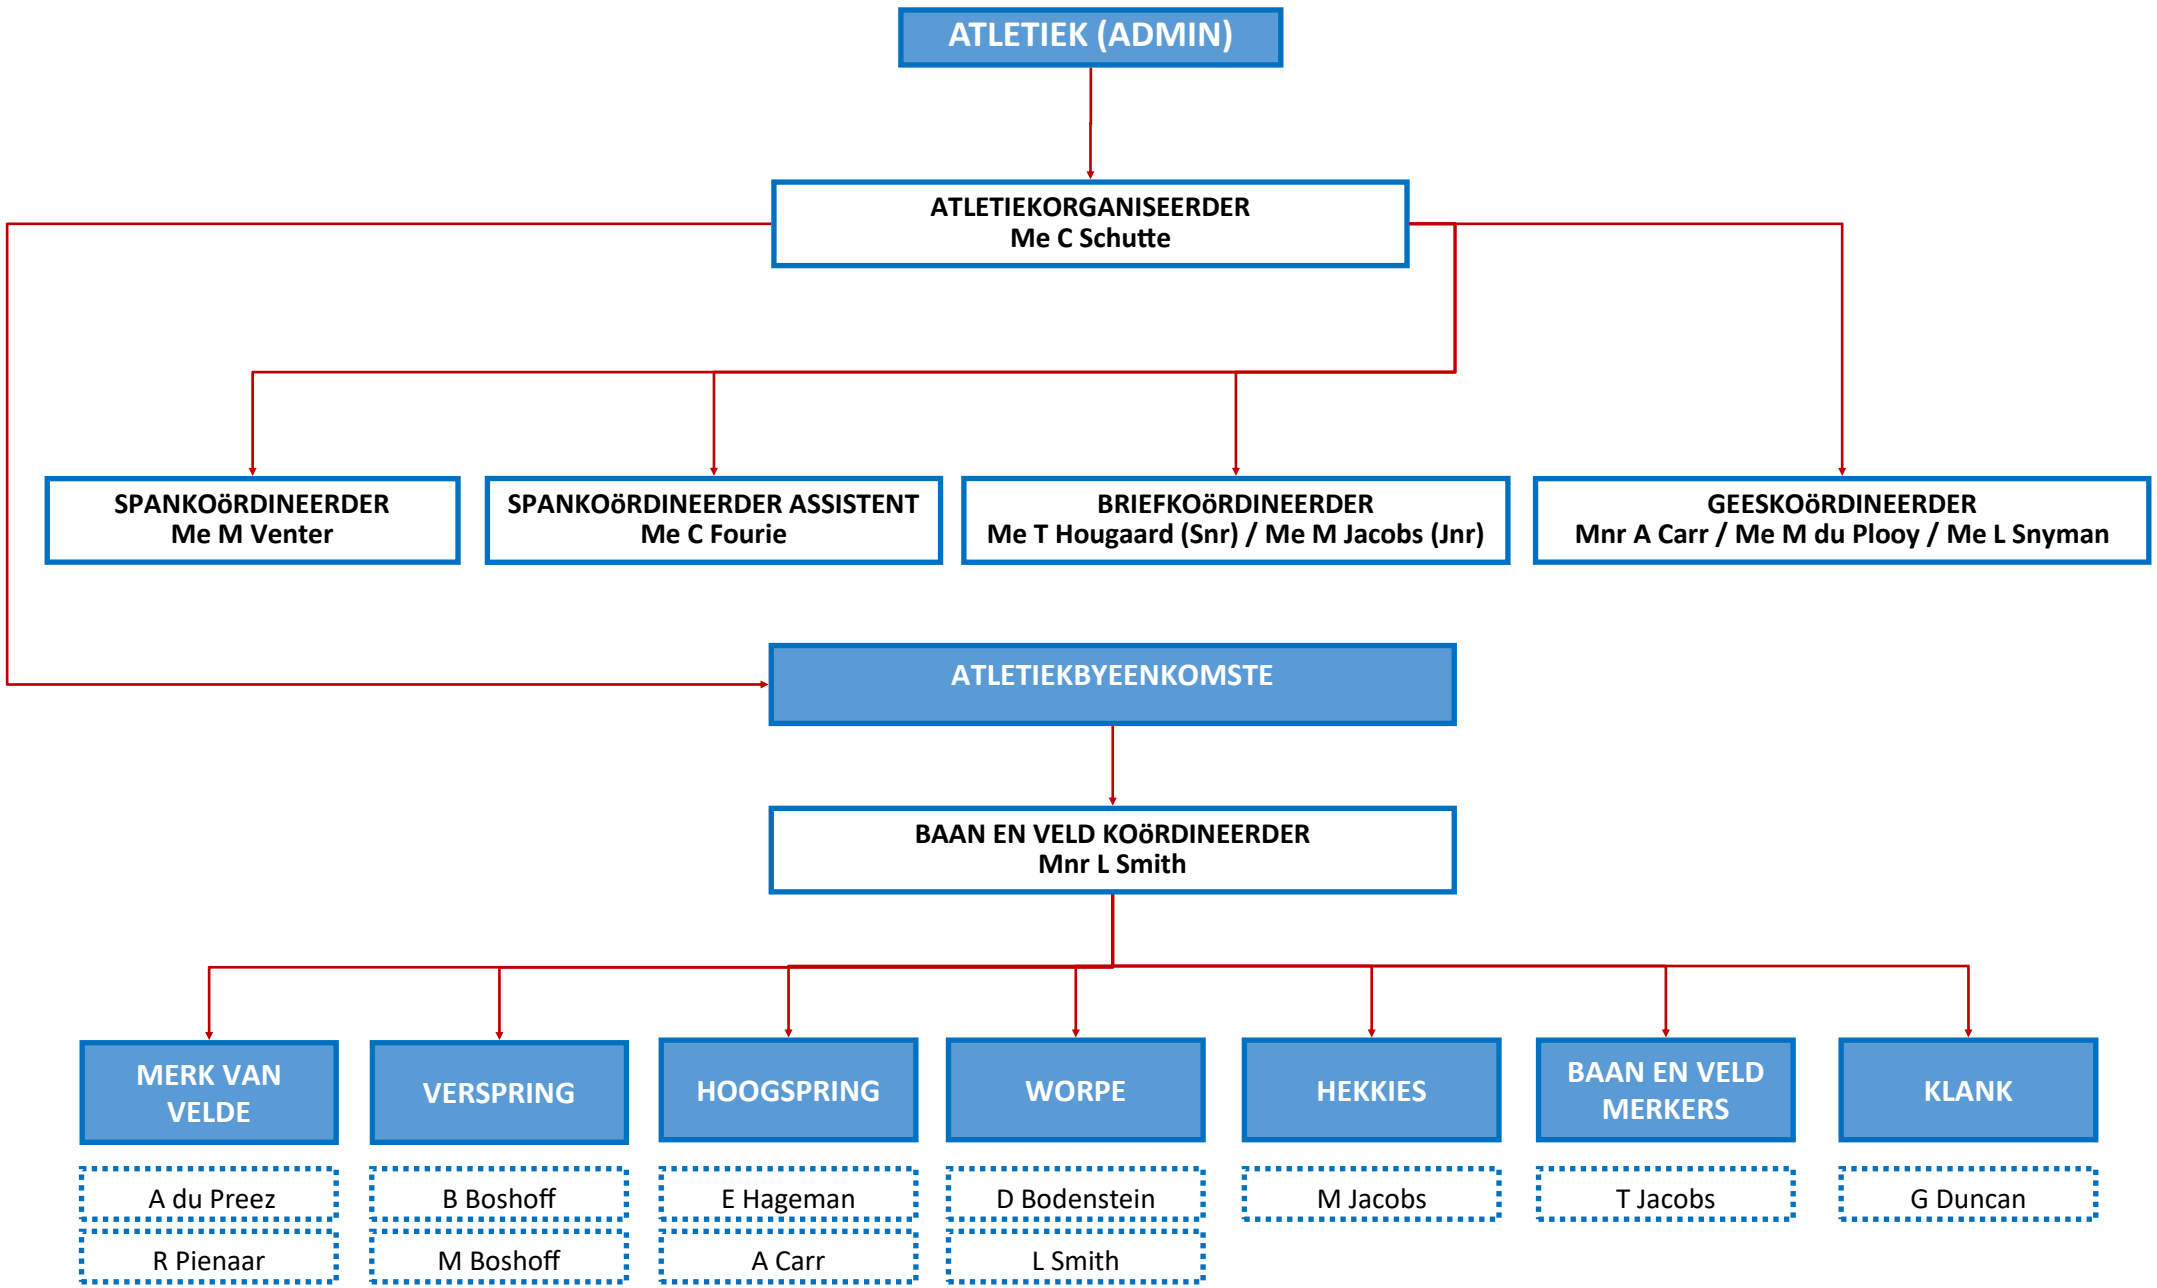 ATLETIEK (ADMIN)
ATLETIEKORGANISEERDER
Me C Schutte
SPANKOöRDINEERDER
Me M Venter
SPANKOöRDINEERDER ASSISTENT
Me C Fourie
BRIEFKOöRDINEERDER
Me T Hougaard (Snr) / Me M Jacobs (Jnr)
GEESKOöRDINEERDER
Mnr A Carr / Me M du Plooy / Me L Snyman
ATLETIEKBYEENKOMSTE
BAAN EN VELD KOöRDINEERDER
Mnr L Smith
MERK VAN
VELDE
A du Preez
R Pienaar
VERSPRING
B Boshoff
M Boshoff
HOOGSPRING
E Hageman
A Carr
WORPE
D Bodenstein
L Smith
HEKKIES
M Jacobs
BAAN EN VELD
MERKERS
T Jacobs
KLANK
G Duncan